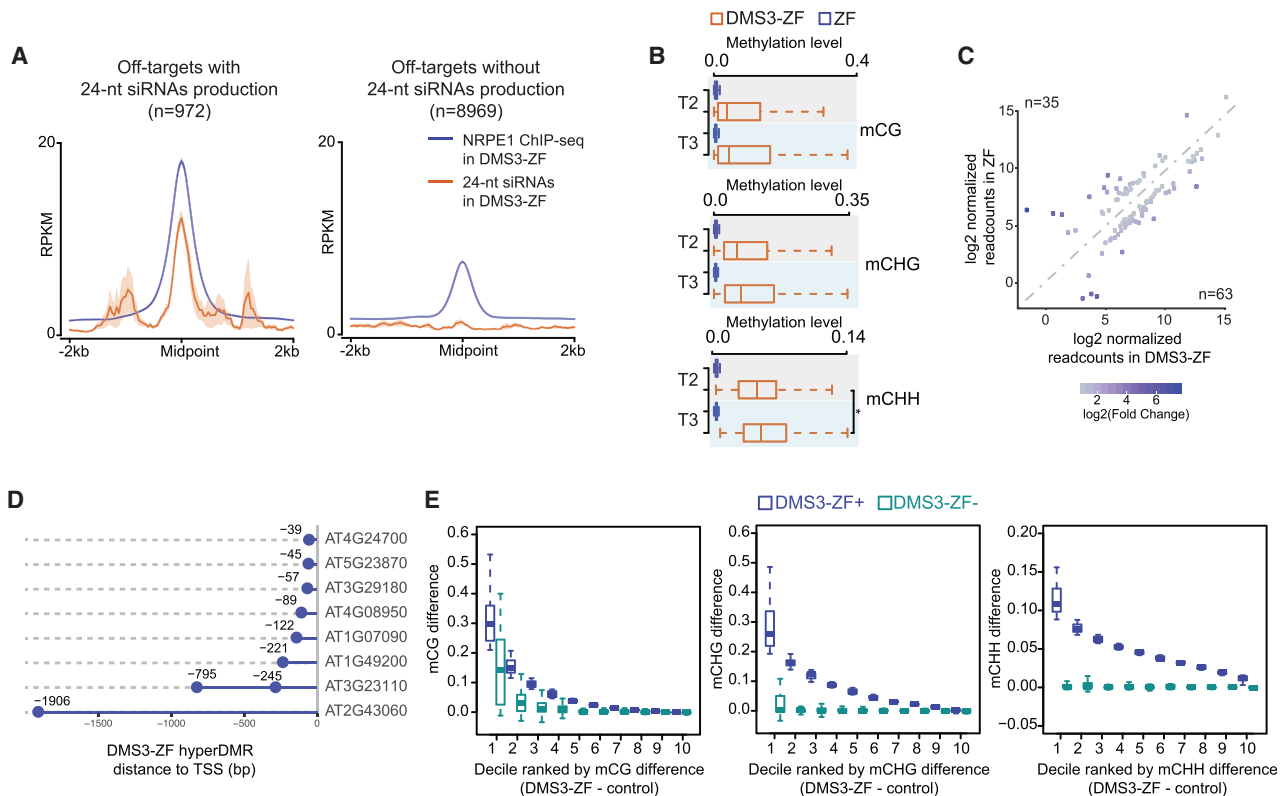 A
Off-targets with
24-nt siRNAs production
(n=972)
Off-targets without
24-nt siRNAs production
(n=8969)
NRPE1 ChIP-seq
in DMS3-ZF
24-nt siRNAs
in DMS3-ZF
RPKM
20
0
-2kb
Midpoint
2kb
RPKM
20
0
-2kb
Midpoint
2kb
B
DMS3-ZF
ZF
Methylation level
0.0
0.4
T2
T3
mCG
Methylation level
0.0
0.35
T2
T3
mCHG
Methylation level
0.0
0.14
T2
T3
mCHH
*
C
n=35
n=63
log2 normalized
readcounts in ZF
15
10
5
0
0
5
10
15
log2 normalized
readcounts in DMS3-ZF
2
4
6
log2(Fold Change)
D
−39
AT4G24700
−45
AT5G23870
−57
AT3G29180
−89
AT4G08950
−122
AT1G07090
−221
AT1G49200
−795
−245
AT3G23110
−1906
AT2G43060
−1500
−1000
−500
0
DMS3-ZF hyperDMR
distance to TSS (bp)
E
DMS3-ZF+
DMS3-ZF-
mCG difference
0.6
0.5
0.4
0.3
0.2
0.1
0.0
1 2 3 4 5 6 7 8 9 10
Decile ranked by mCG difference
(DMS3-ZF - control)
mCHG difference
0.6
0.5
0.4
0.3
0.2
0.1
0.0
1 2 3 4 5 6 7 8 9 10
Decile ranked by mCHG difference
(DMS3-ZF - control)
mCHH difference
0.20
0.15
0.10
0.05
0.00
−0.05
1 2 3 4 5 6 7 8 9 10
Decile ranked by mCHH difference
(DMS3-ZF - control)